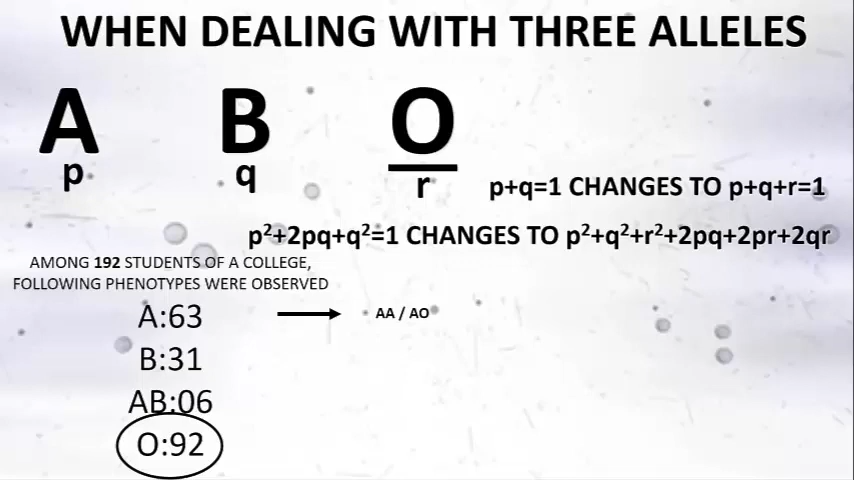 WHEN DEALING WITH THREE ALLELES
A B O
p q r
p+q=1 CHANGES TO p+q+r=1
p²+2pq+q²=1 CHANGES TO p²+q²+r²+2pq+2pr+2qr
AMONG 192 STUDENTS OF A COLLEGE,
FOLLOWING PHENOTYPES WERE OBSERVED
A:63 AA / AO
B:31
AB:06
O:92